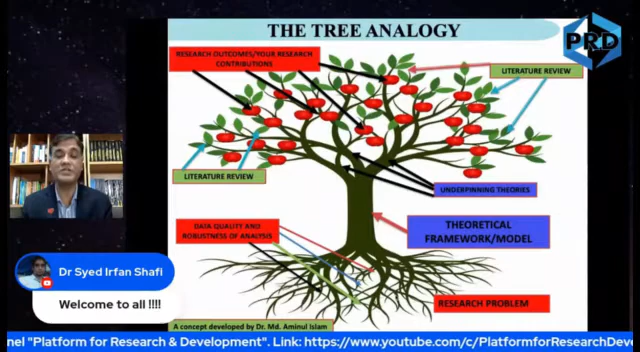 THE TREE ANALOGY
PRD
RESEARCH OUTCOMES/YOUR RESEARCH
CONTRIBUTIONS
LITERATURE REVIEW
LITERATURE REVIEW
UNDERPINNING THEORIES
DATA QUALITY AND
ROBUSTNESS OF ANALYSIS
THEORETICAL
FRAMEWORK/MODEL
RESEARCH PROBLEM
Dr Syed Irfan Shafi
Welcome to all !!!!
A concept developed by Dr. Md. Aminul Islam
nel "Platform for Research & Development". Link: https://www.youtube.com/c/PlatformforResearchDeve